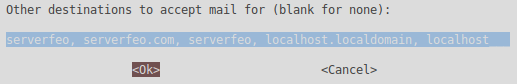 Other destinations to accept mail for (blank for none):
serverfeo, serverfeo.com, serverfeo, localhost.localdomain, localhost
<Ok> <Cancel>